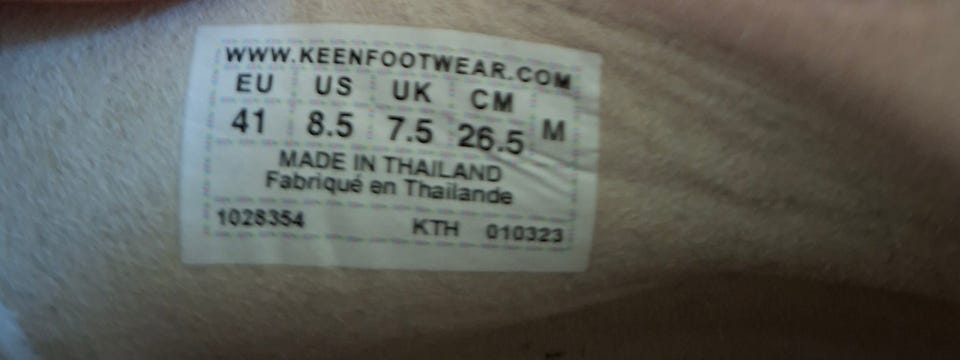 WWW.KEENFOOTWEAR.COM
EU US UK CM
41 8.5 7.5 26.5 M
MADE IN THAILAND
Fabriqué en Thaïlande
1028354 KTH 010323